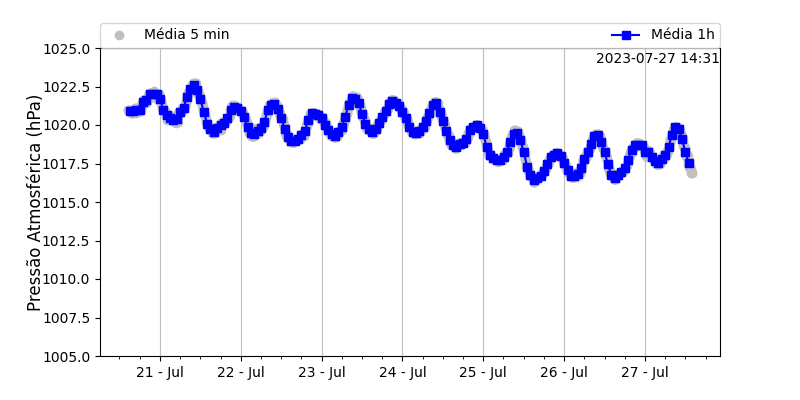 Média 5 min
Média 1h
2023-07-27 14:31
Pressão Atmosférica (hPa)
1025.0
1022.5
1020.0
1017.5
1015.0
1012.5
1010.0
1007.5
1005.0
21 - Jul
22 - Jul
23 - Jul
24 - Jul
25 - Jul
26 - Jul
27 - Jul